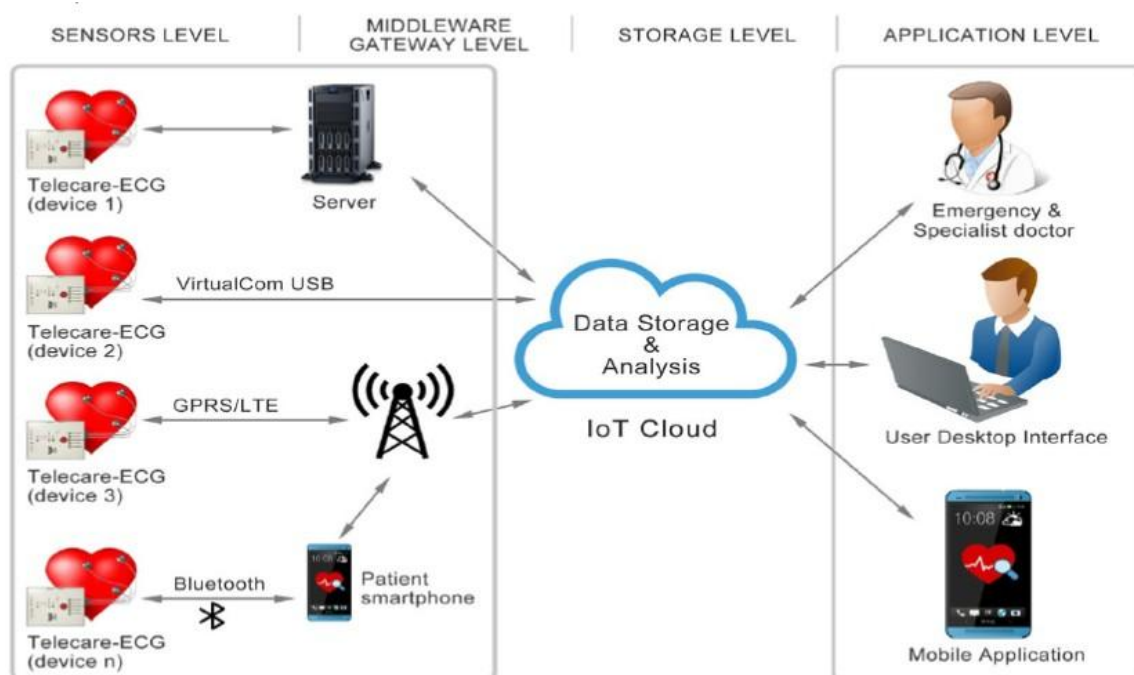 SENSORS LEVEL
MIDDLEWARE
GATEWAY LEVEL
STORAGE LEVEL
APPLICATION LEVEL
Telecare-ECG
(device 1)
Server
Emergency &
Specialist doctor
VirtualCom USB
Telecare-ECG
(device 2)
Data Storage
&
Analysis
IoT Cloud
GPRS/LTE
Telecare-ECG
(device 3)
User Desktop Interface
Bluetooth
10:08
Patient
smartphone
Telecare-ECG
(device n)
10:08
Mobile Application